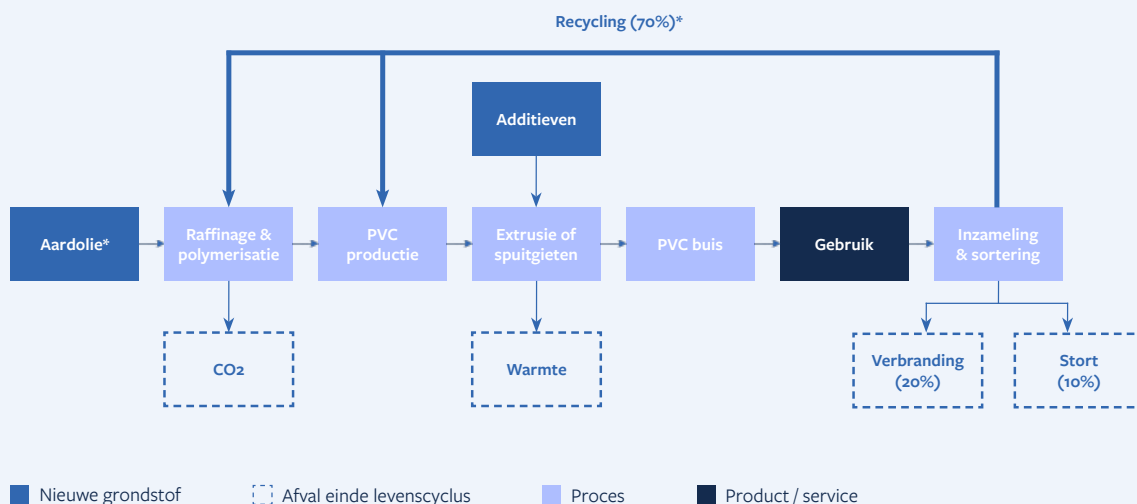 Recycling (70%)*
Additieven
Aardolie*
Raffinage &
polymerisatie
PVC
productie
Extrusie of
spuitgieten
PVC buis
Gebruik
Inzameling
& sortering
CO2
Warmte
Verbranding
(20%)
Stort
(10%)
Nieuwe grondstof
Afval einde levenscyclus
Proces
Product / service